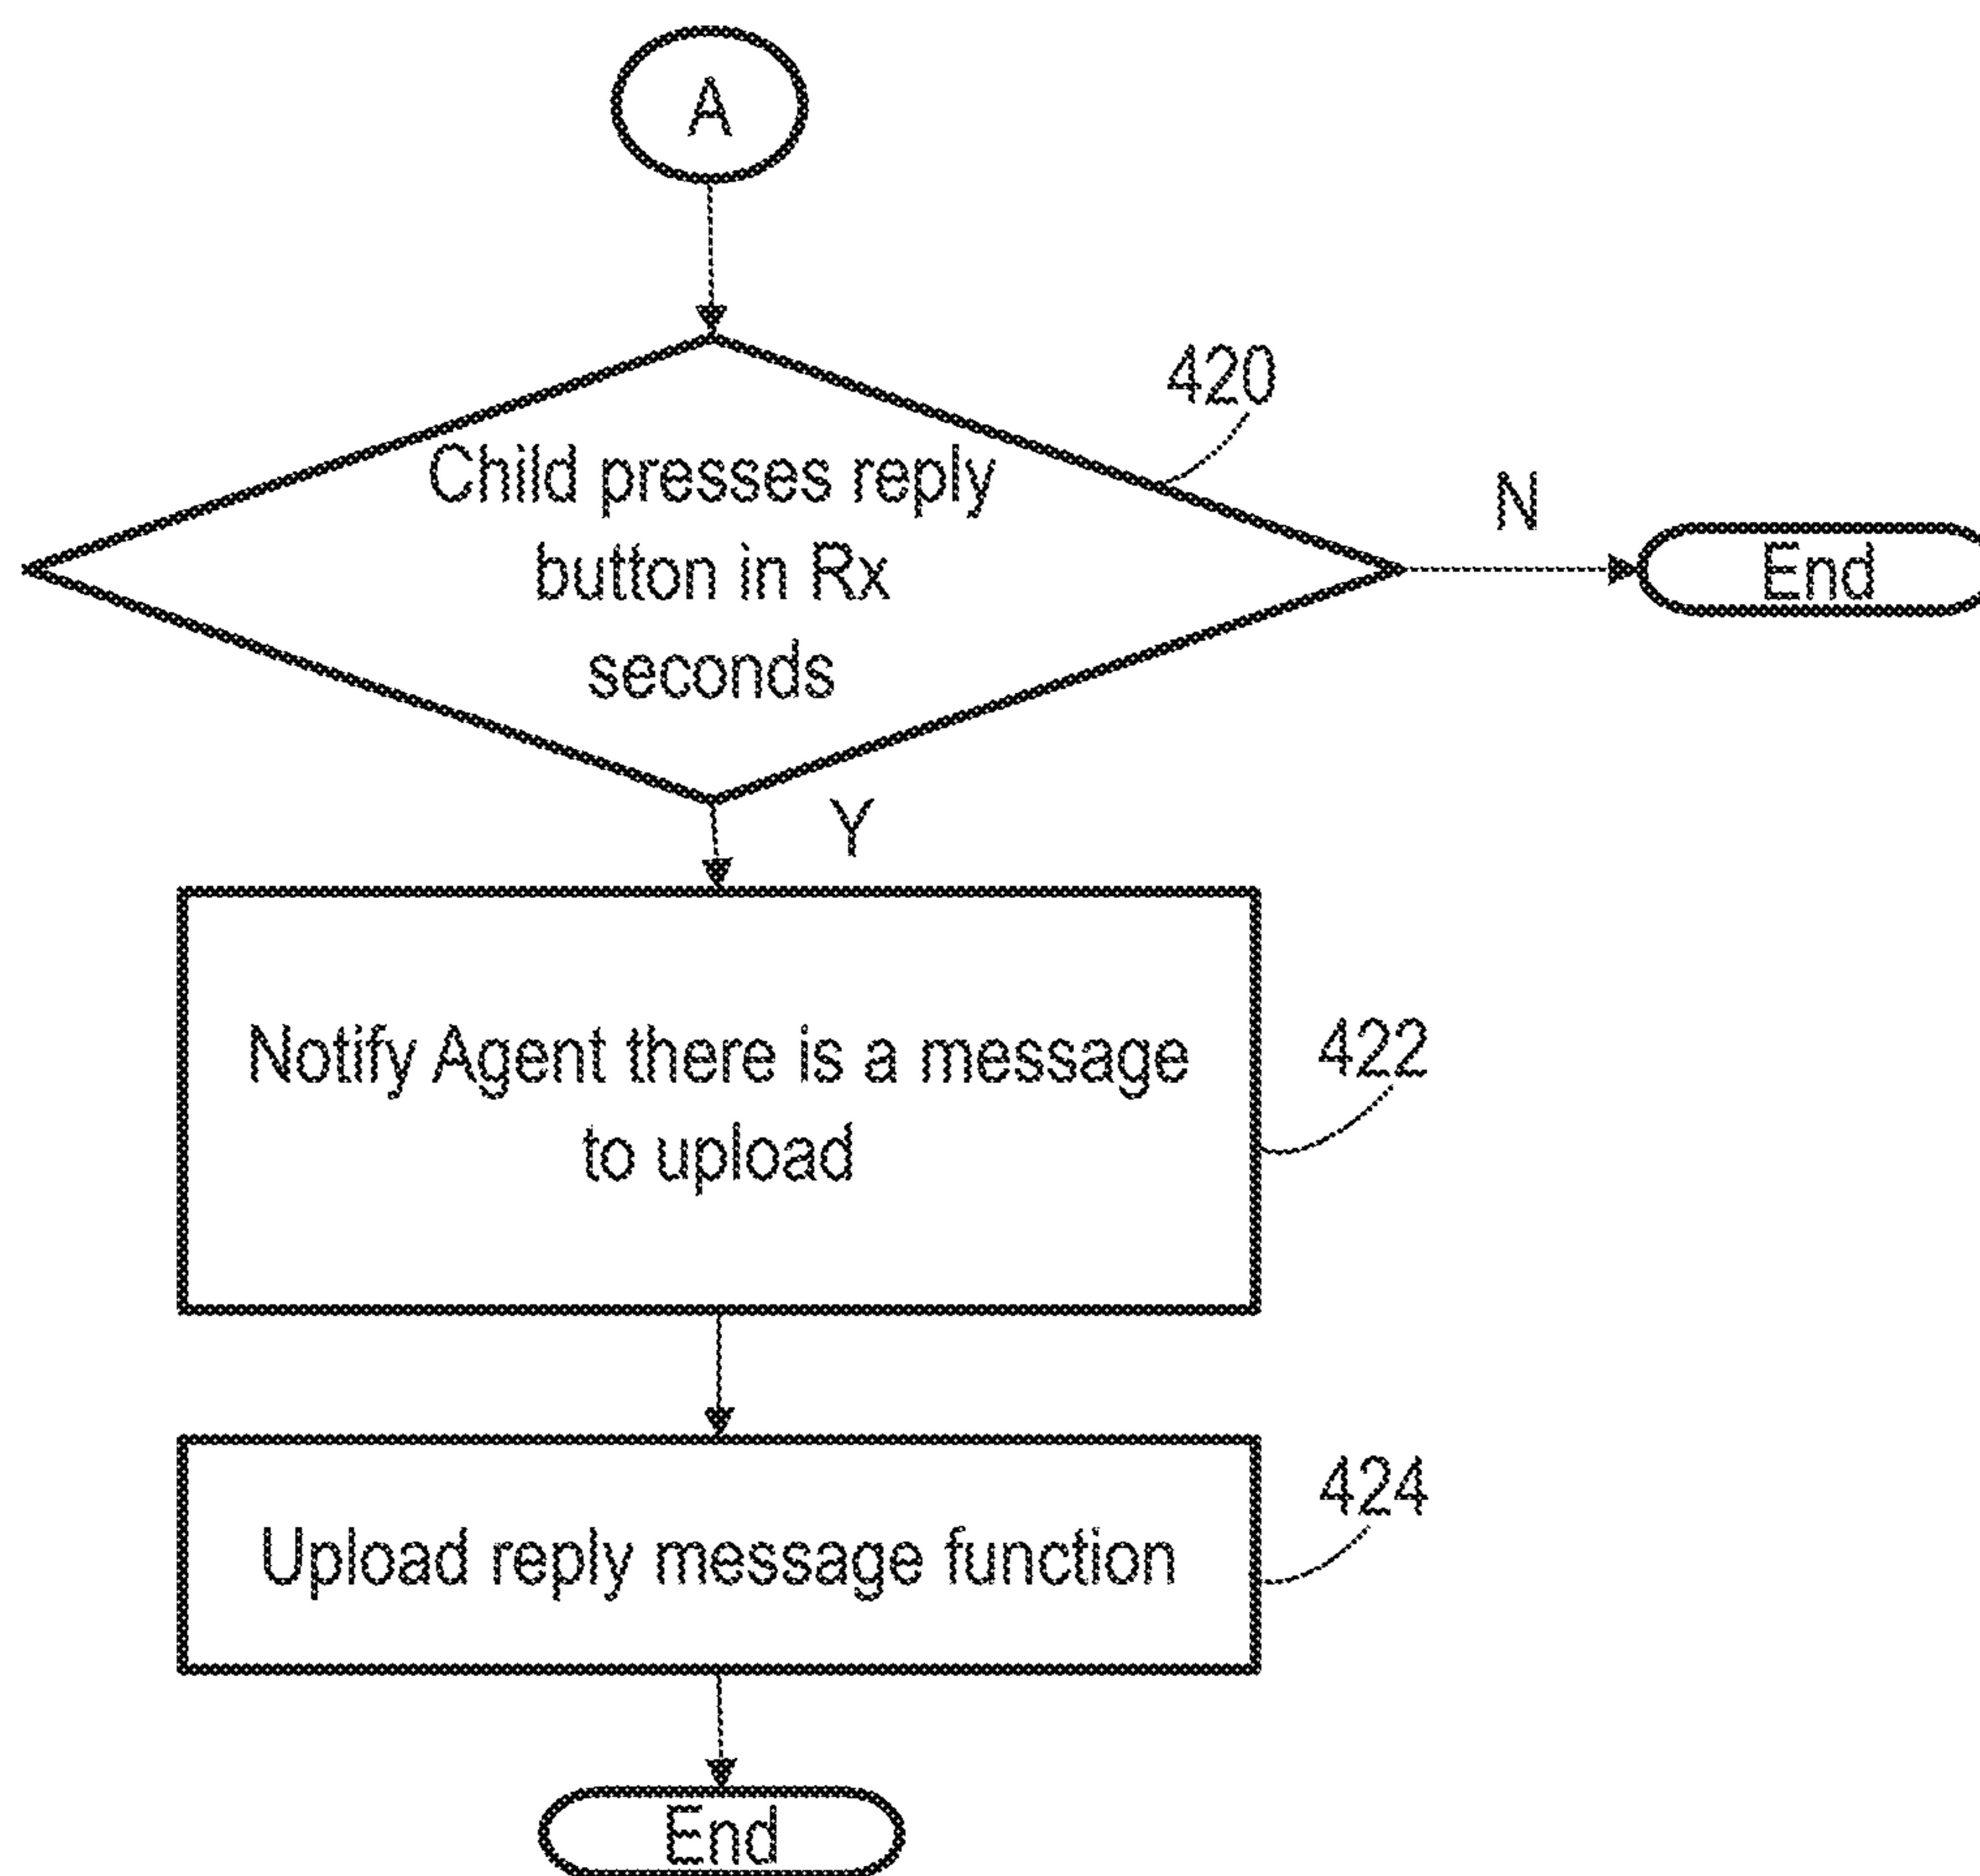 A
420
Child presses reply
button in Rx
seconds
N
End
Y
Notify Agent there is a message
to upload
422
Upload reply message function
424
End